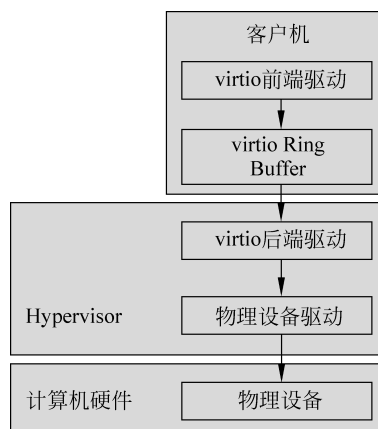 客户机
virtio前端驱动
virtio Ring
Buffer
virtio后端驱动
Hypervisor
物理设备驱动
计算机硬件
物理设备